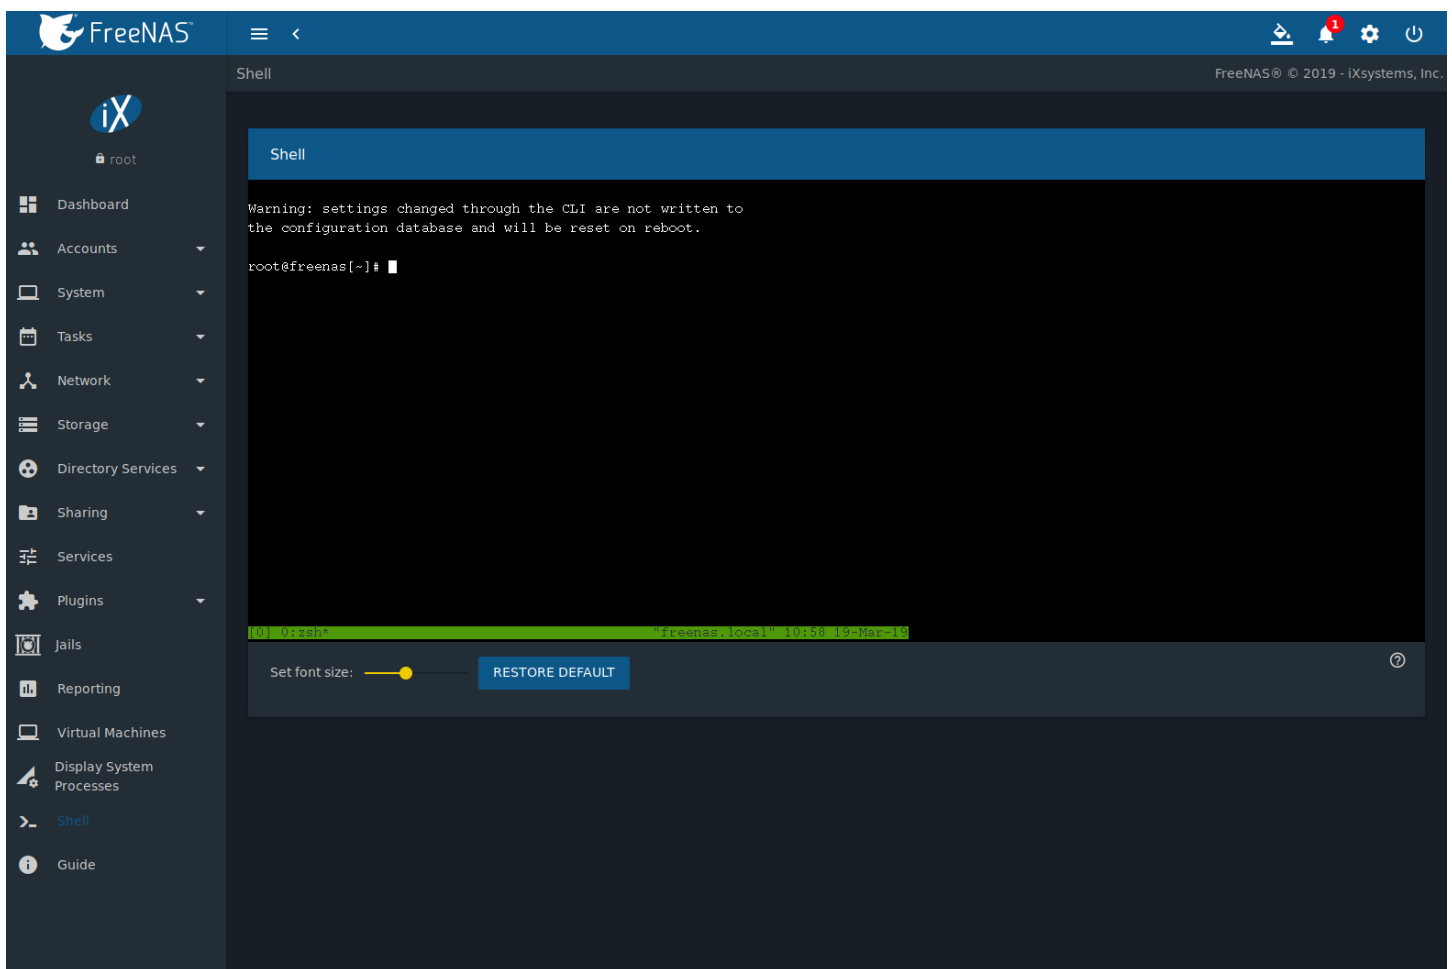 FreeNAS™
1
Shell
FreeNAS® © 2019 - iXsystems, Inc.
iX
root
Dashboard
Accounts
System
Tasks
Network
Storage
Directory Services
Sharing
Services
Plugins
Jails
Reporting
Virtual Machines
Display System
Processes
Shell
Guide
Shell
Warning: settings changed through the CLI are not written to
the configuration database and will be reset on reboot.
root@freenas[~]#
[0] 0:zsh* "freenas.local" 10:58 19-Mar-19
Set font size:
RESTORE DEFAULT